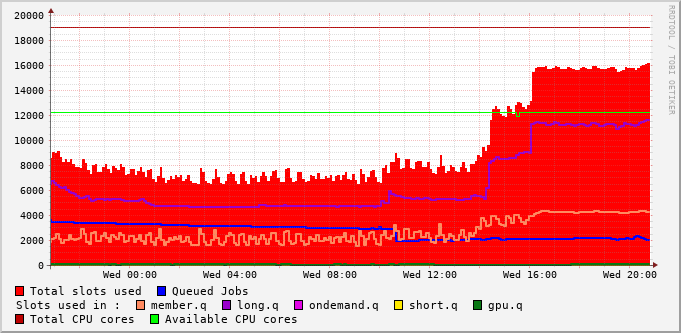 20000
18000
16000
14000
12000
10000
8000
6000
4000
2000
0
Wed 00:00 Wed 04:00 Wed 08:00 Wed 12:00 Wed 16:00 Wed 20:00
RRDTOOL / TOBI OETIKER
Total slots used Queued Jobs
Slots used in : member.q long.q ondemand.q short.q gpu.q
Total CPU cores Available CPU cores